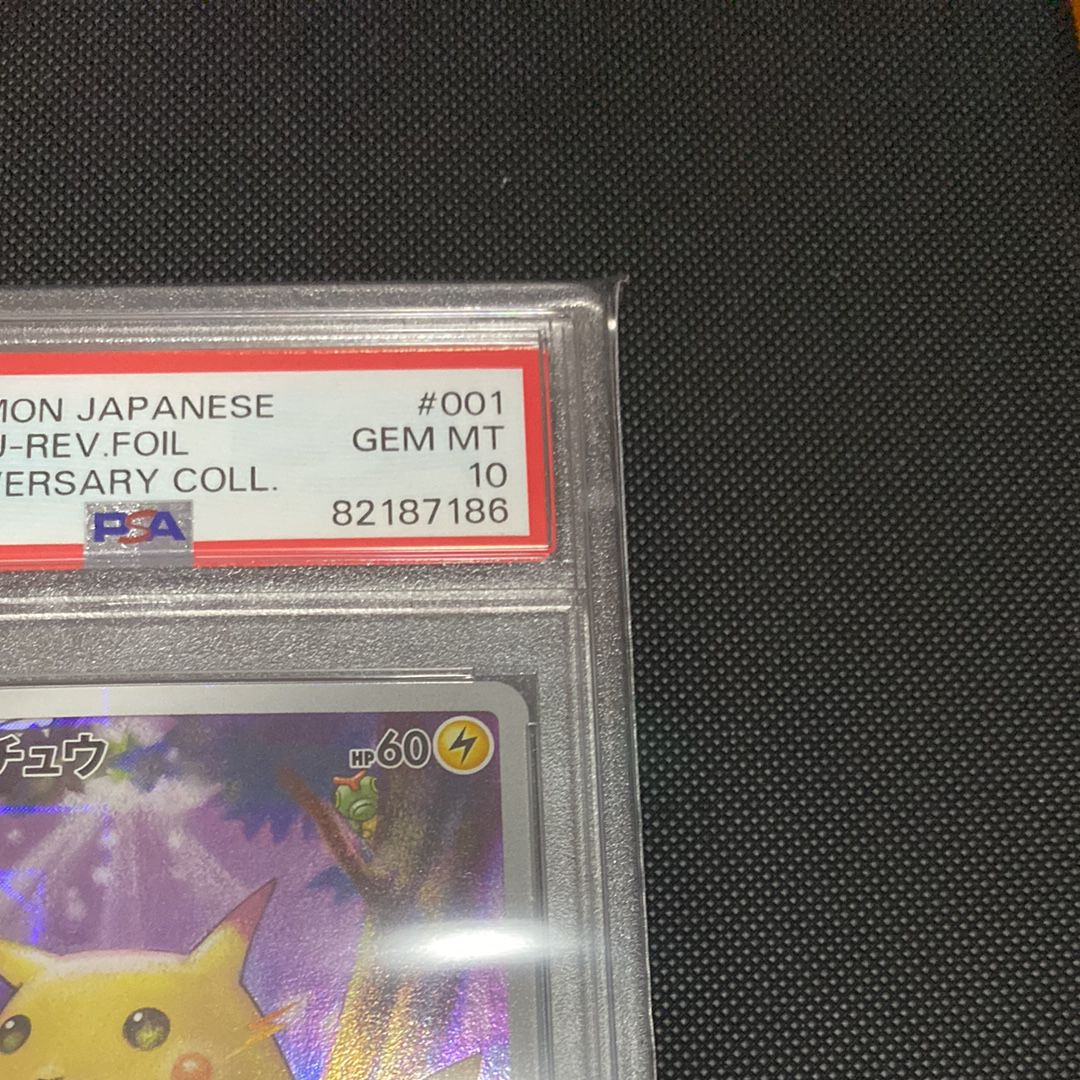 MON JAPANESE #001
U-REV.FOIL GEM MT
VERSARY COLL. 10
PSA 82187186
チュウ HP60